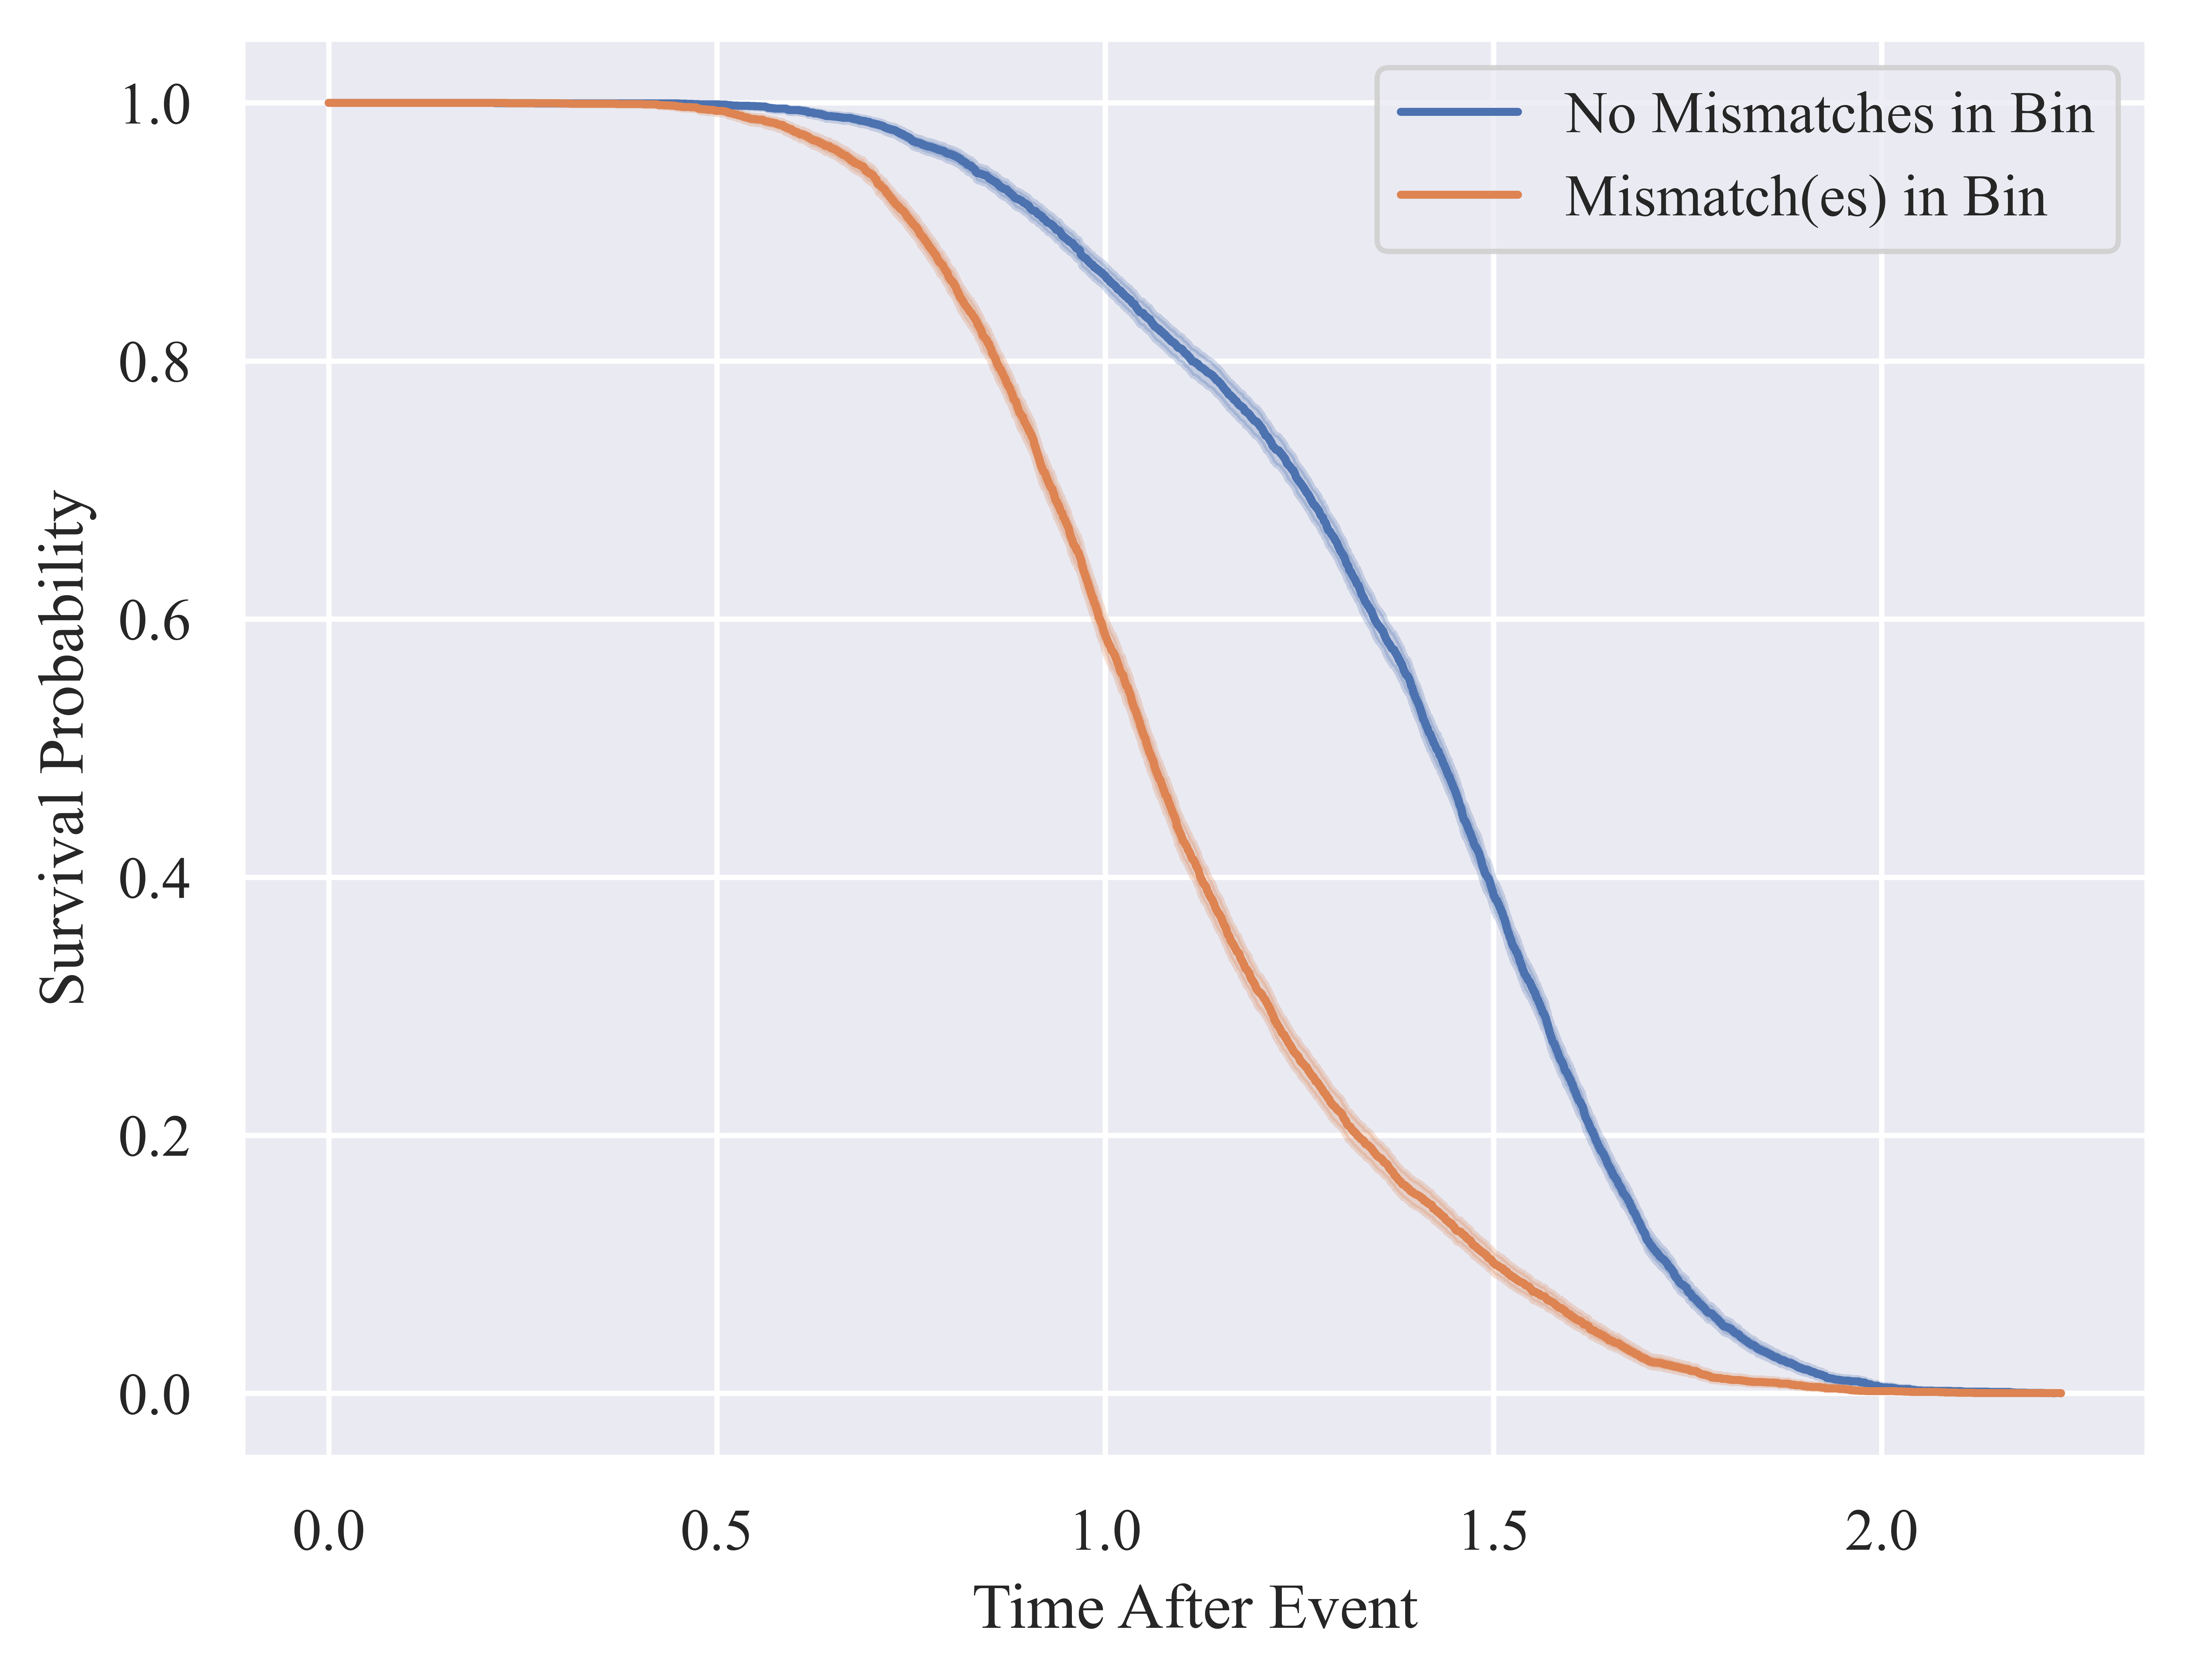 No Mismatches in Bin
Mismatch(es) in Bin
1.0
0.8
0.6
0.4
0.2
0.0
Survival Probability
0.0 0.5 1.0 1.5 2.0
Time After Event